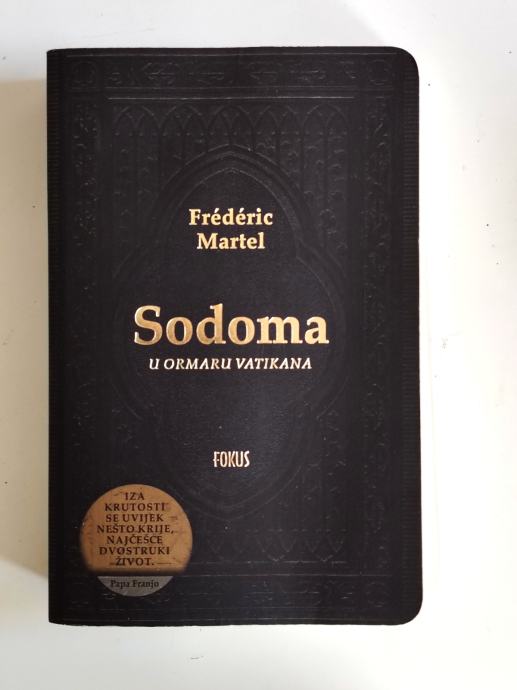 Frédéric
Martel
Sodoma
U ORMARU VATIKANA
FOKUS
IZA
KRUTOSTI
SE UVIJEK
NEŠTO KRIJE,
NAJČEŠĆE
DVOSTRUKI
ŽIVOT.
Papa Franjo